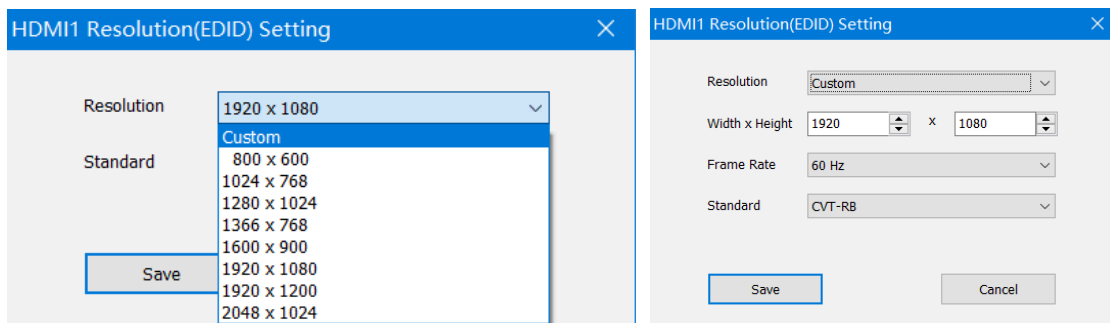 HDMI1 Resolution(EDID) Setting
Resolution
1920 x 1080
Custom
Standard
800 x 600
1024 x 768
1280 x 1024
1366 x 768
1600 x 900
Save
1920 x 1080
1920 x 1200
2048 x 1024
HDMI1 Resolution(EDID) Setting
Resolution
Custom
Width x Height
1920
x
1080
Frame Rate
60 Hz
Standard
CVT-RB
Save
Cancel